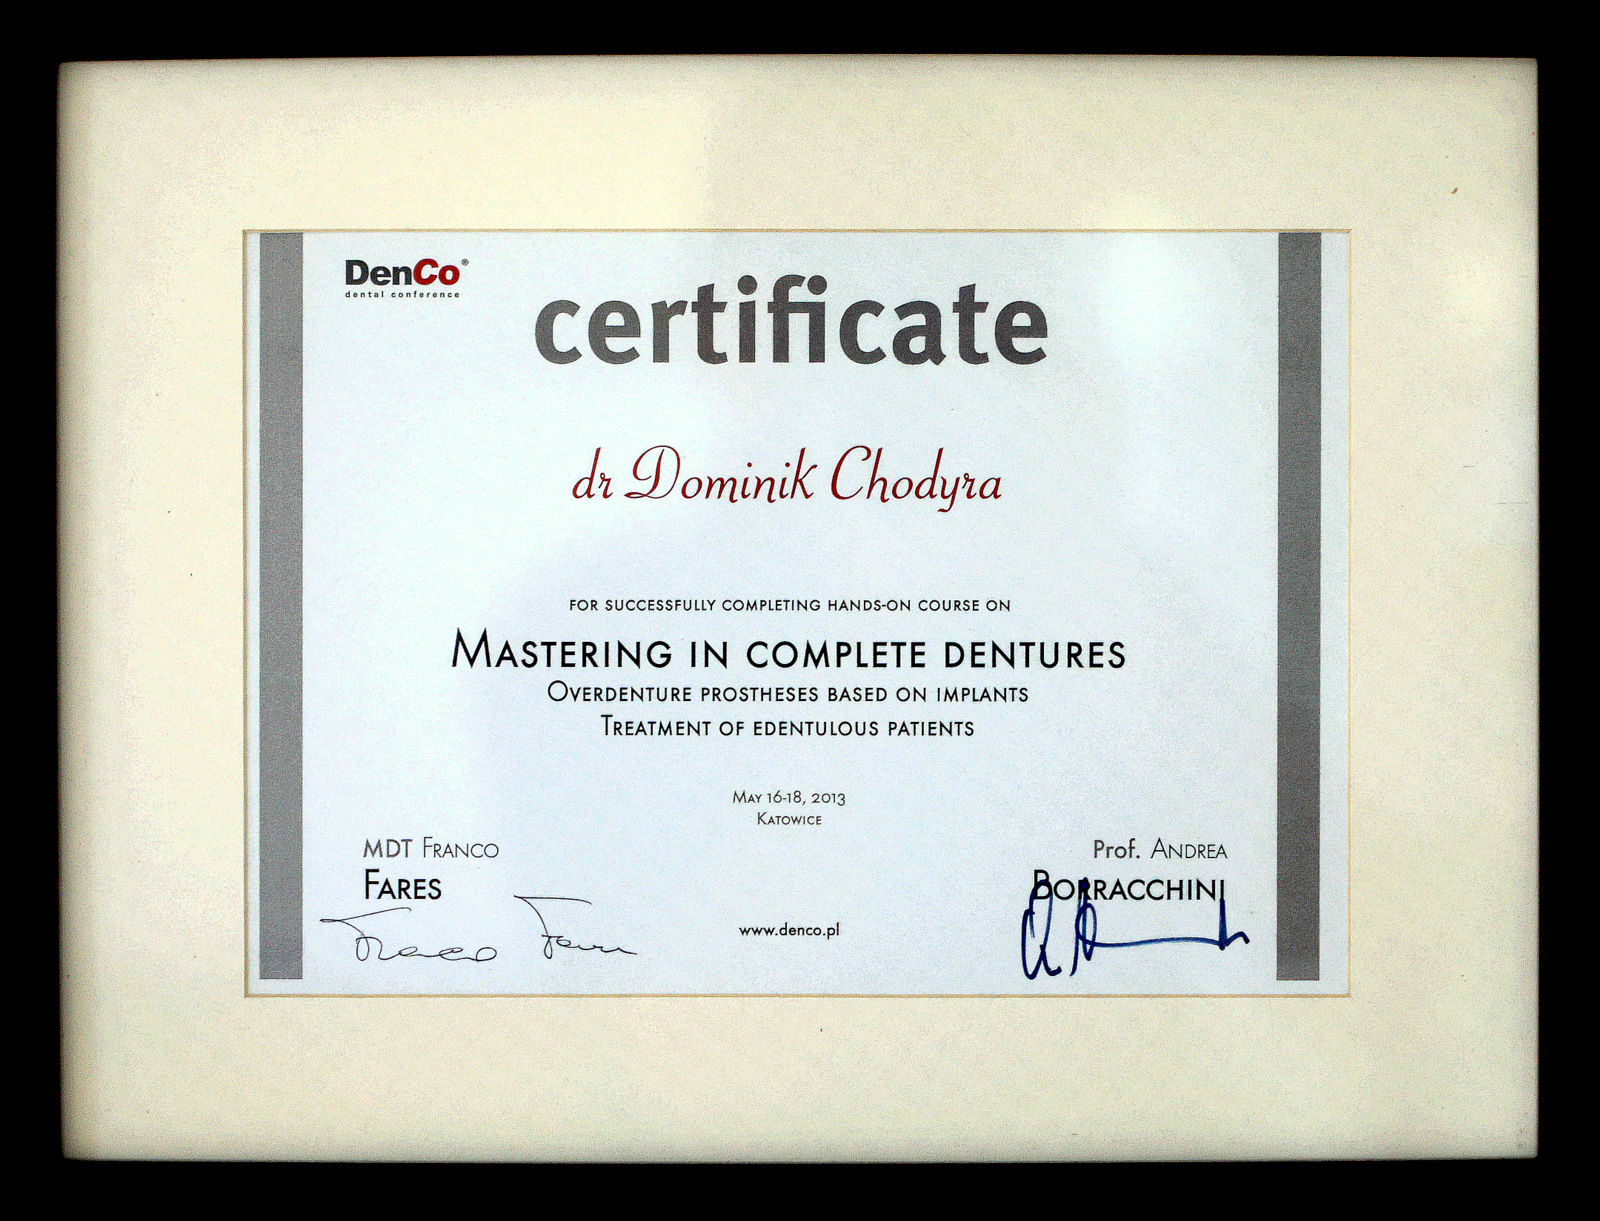 DenCo®
dental conference
certificate
dr Dominik Chodyra
FOR SUCCESSFULLY COMPLETING HANDS-ON COURSE ON
MASTERING IN COMPLETE DENTURES
OVERDENTURE PROSTHESES BASED ON IMPLANTS
TREATMENT OF EDENTULOUS PATIENTS
MAY 16-18, 2013
KATOWICE
MDT FRANCO
FARES
Prof. ANDREA
BORRACCHINI
Franco Fares
www.denco.pl